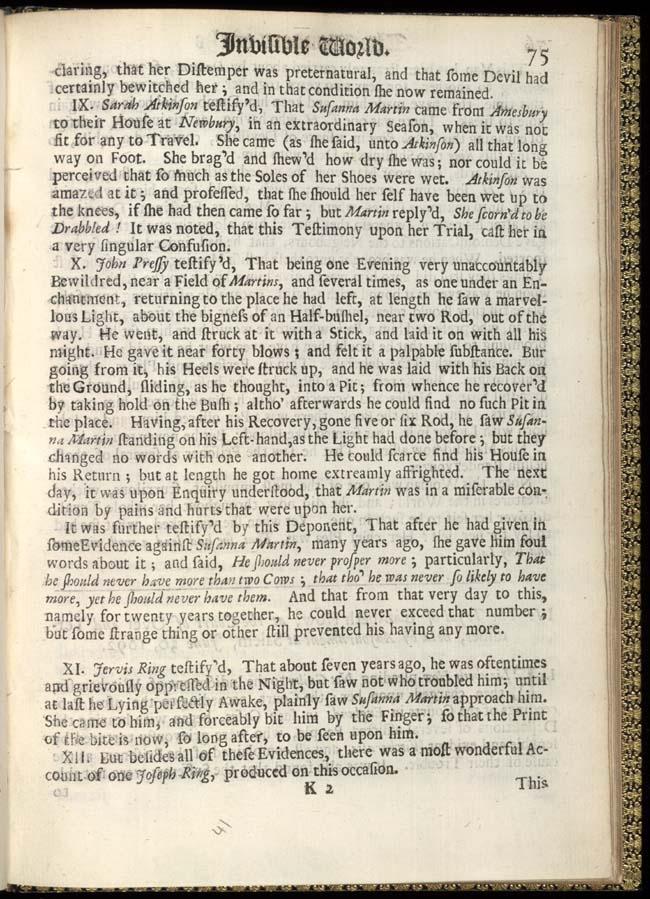 Inviſible World.
75
claring, that her Diſtemper was preternatural, and that ſome Devil had
certainly bewitched her; and in that condition ſhe now remained.
IX. Sarah Atkinſon teſtify'd, That Suſanna Martin came from Amesbury
to their Houſe at Newbury, in an extraordinary Seaſon, when it was not
fit for any to Travel. She came (as ſhe ſaid, unto Atkinſon) all that long
way on Foot. She brag'd and ſhew'd how dry ſhe was; nor could it be
perceived that ſo much as the Soles of her Shoes were wet. Atkinſon was
amazed at it; and profeſſed, that ſhe ſhould her ſelf have been wet up to
the knees, if ſhe had then came ſo far; but Martin reply'd, She ſcorn'd to be
Drabbled! It was noted, that this Teſtimony upon her Trial, caſt her in
a very ſingular Confuſion.
X. John Preſſy teſtify'd, That being one Evening very unaccountably
Bewildred, near a Field of Martins, and ſeveral times, as one under an En-
chantment, returning to the place he had left, at length he ſaw a marvel-
lous Light, about the bigneſs of an Half-buſhel, near two Rod, out of the
way. He went, and ſtruck at it with a Stick, and laid it on with all his
might. He gave it near forty blows; and felt it a palpable ſubſtance. Bur
going from it, his Heels were ſtruck up, and he was laid with his Back on
the Ground, ſliding, as he thought, into a Pit; from whence he recover'd
by taking hold on the Buſh; altho' afterwards he could find no ſuch Pit in
the place. Having, after his Recovery, gone five or ſix Rod, he ſaw Suſan-
na Martin ſtanding on his Left-hand, as the Light had done before; but they
changed no words with one another. He could ſcarce find his Houſe in
his Return; but at length he got home extreamly affrighted. The next
day, it was upon Enquiry underſtood, that Martin was in a miſerable con-
dition by pains and hurts that were upon her.
It was further teſtify'd by this Deponent, That after he had given in
ſome Evidence againſt Suſanna Martin, many years ago, ſhe gave him foul
words about it; and ſaid, He ſhould never proſper more; particularly, That
he ſhould never have more than two Cows; that tho' he was never ſo likely to have
more, yet he ſhould never have them. And that from that very day to this,
namely for twenty years together, he could never exceed that number;
but ſome ſtrange thing or other ſtill prevented his having any more.
XI. Jervis Ring teſtify'd, That about ſeven years ago, he was oftentimes
and grievouſly oppreſſed in the Night, but ſaw not who troubled him; until
at laſt he Lying perfectly Awake, plainly ſaw Suſanna Martin approach him.
She came to him, and forceably bit him by the Finger; ſo that the Print
of the bite is now, ſo long after, to be ſeen upon him.
XII. But beſides all of theſe Evidences, there was a moſt wonderful Ac-
count of one Joſeph Ring, produced on this occaſion.
K 2
This
41